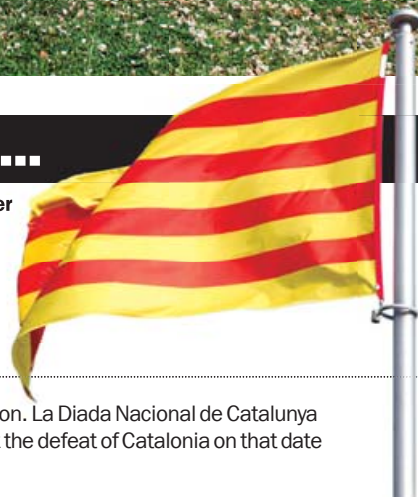 ....
er
on. La Diada Nacional de Catalunya
the defeat of Catalonia on that date